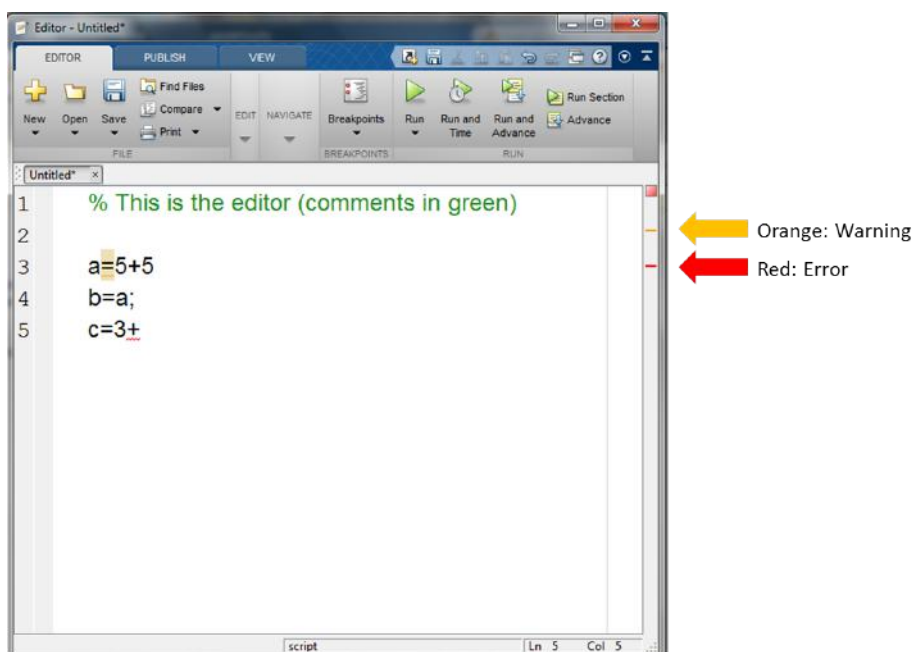 Editor - Untitled*
EDITOR PUBLISH VIEW
New Open Save Find Files Compare Print EDIT NAVIGATE Breakpoints Run Run and Time Run and Advance Run Section Advance
FILE BREAKPOINTS RUN
Untitled* ×
1 % This is the editor (comments in green)
2
3 a=5+5
4 b=a;
5 c=3+
script Ln 5 Col 5
Orange: Warning
Red: Error